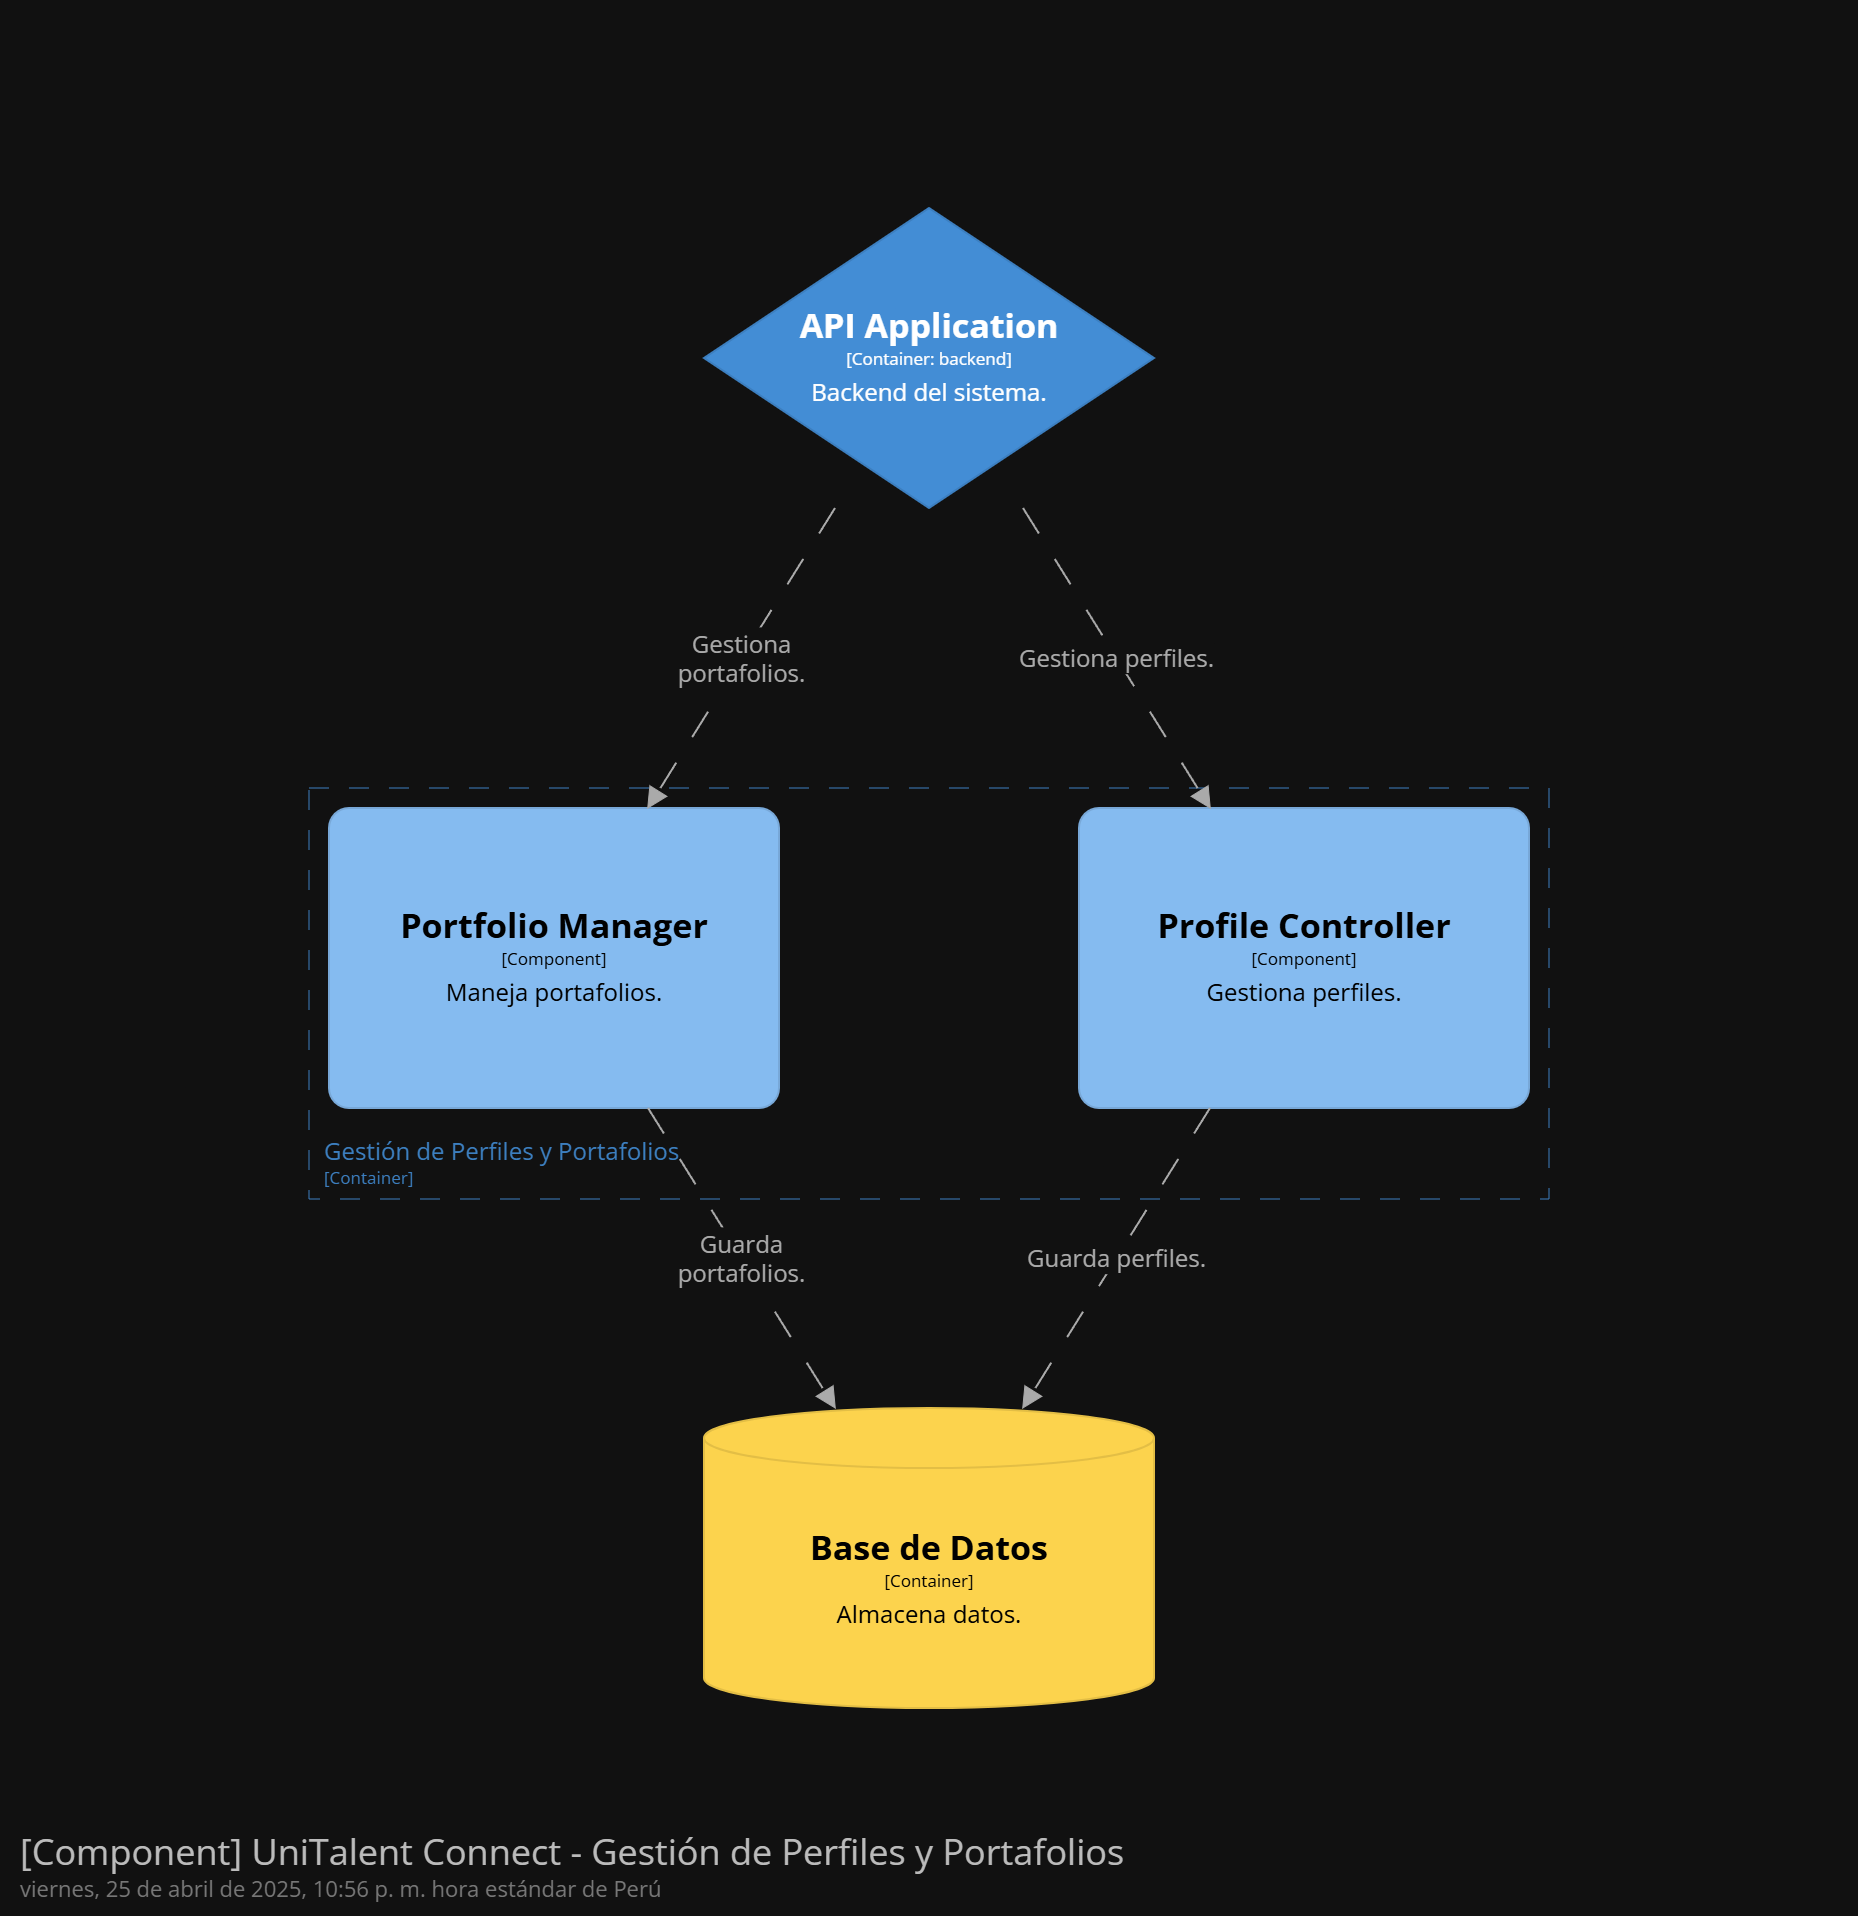 API Application
[Container: backend]
Backend del sistema.
Gestiona
portafolios.
Gestiona perfiles.
Portfolio Manager
[Component]
Maneja portafolios.
Profile Controller
[Component]
Gestiona perfiles.
Gestión de Perfiles y Portafolios
[Container]
Guarda
portafolios.
Guarda perfiles.
Base de Datos
[Container]
Almacena datos.
[Component] UniTalent Connect - Gestión de Perfiles y Portafolios
viernes, 25 de abril de 2025, 10:56 p. m. hora estándar de Perú